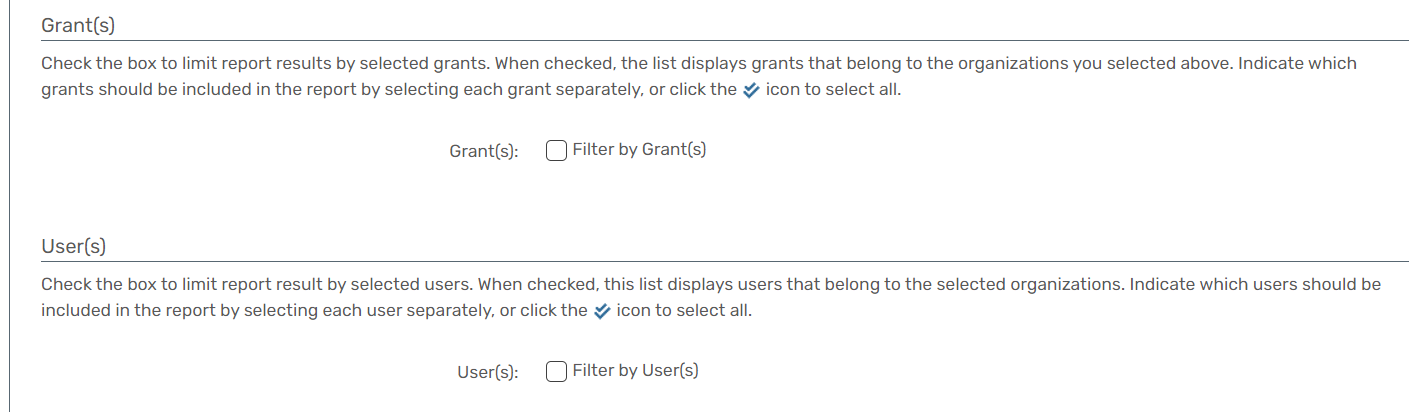 Grant(s)
Check the box to limit report results by selected grants. When checked, the list displays grants that belong to the organizations you selected above. Indicate which
grants should be included in the report by selecting each grant separately, or click the icon to select all.
Grant(s): Filter by Grant(s)
User(s)
Check the box to limit report result by selected users. When checked, this list displays users that belong to the selected organizations. Indicate which users should be
included in the report by selecting each user separately, or click the icon to select all.
User(s): Filter by User(s)